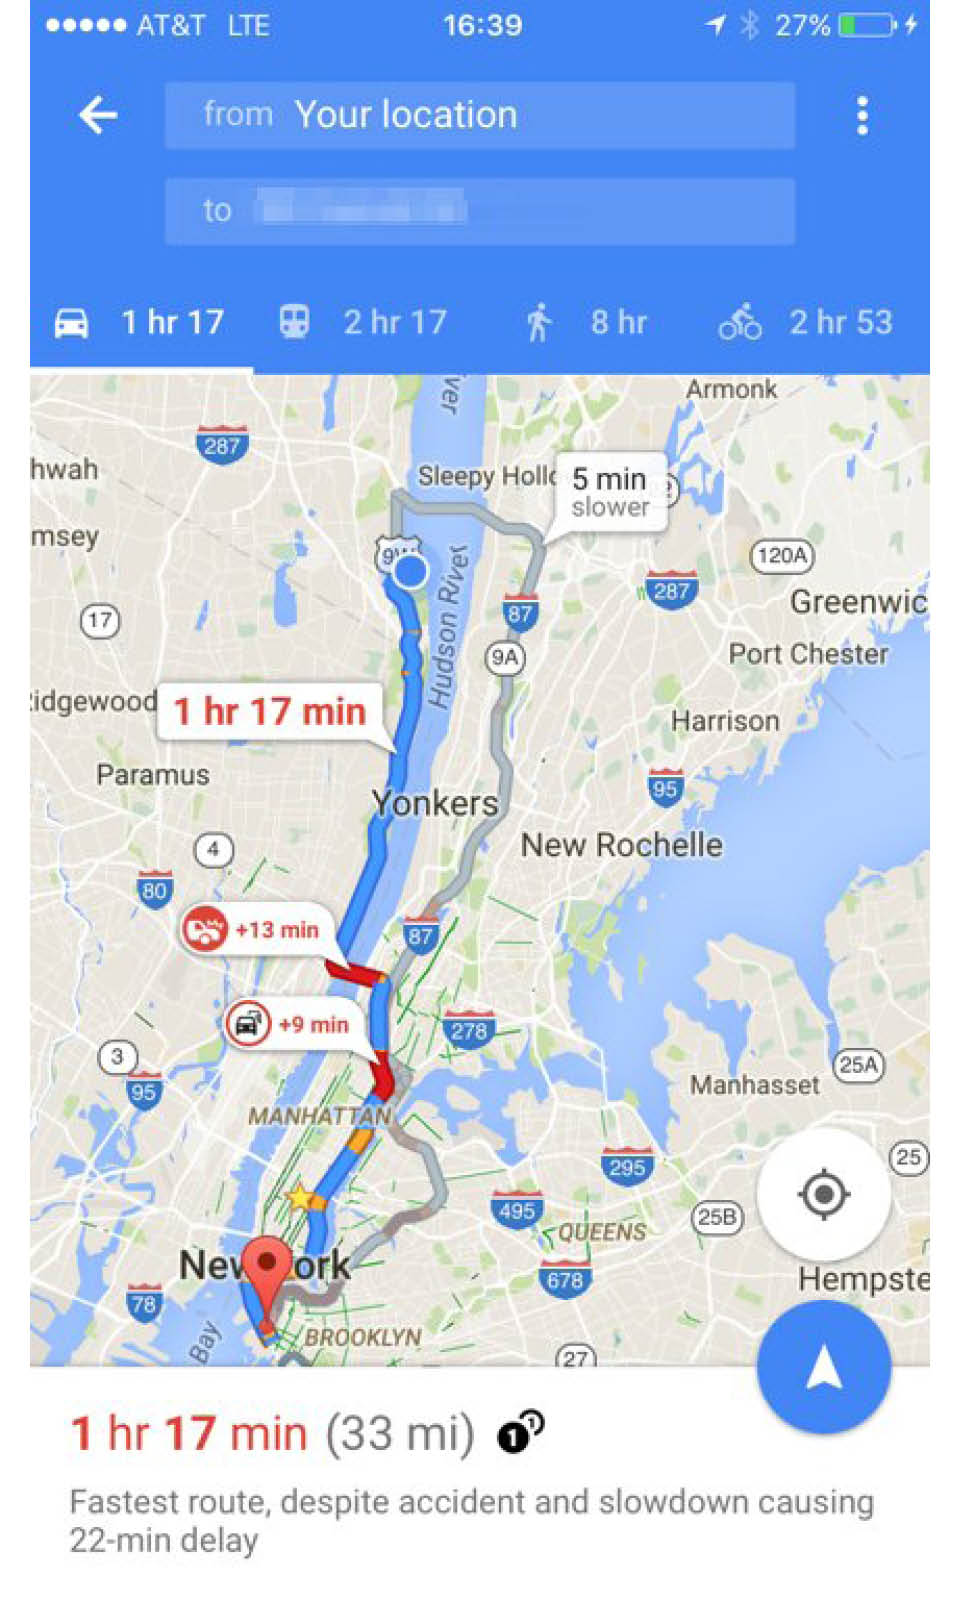 AT&T LTE 16:39 27%
from Your location
to
1 hr 17 2 hr 17 8 hr 2 hr 53
Armonk
287
hwah
Sleepy Hollo
5 min
slower
msey
9W
120A
287
Greenwic
87
17
Hudson River
9A
Port Chester
idgewood
1 hr 17 min
Harrison
Paramus
95
Yonkers
4
New Rochelle
80
+13 min
87
+9 min
278
3
25A
95
Manhasset
MANHATTAN
25
295
495
25B
QUEENS
New York
678
Hempste
78
Bay
BROOKLYN
27
1 hr 17 min (33 mi)
Fastest route, despite accident and slowdown causing
22-min delay